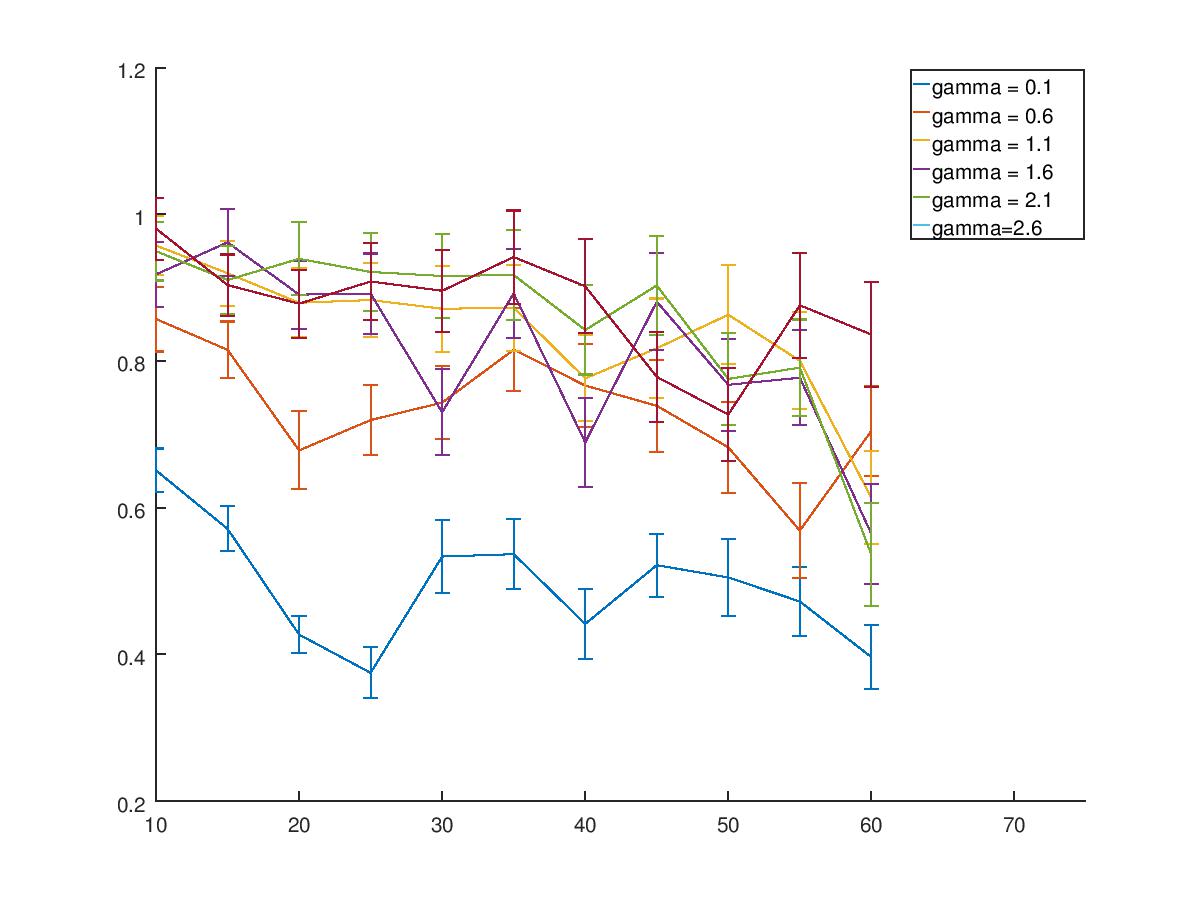 1.2
1
0.8
0.6
0.4
0.2
10 20 30 40 50 60 70
gamma = 0.1
gamma = 0.6
gamma = 1.1
gamma = 1.6
gamma = 2.1
gamma=2.6